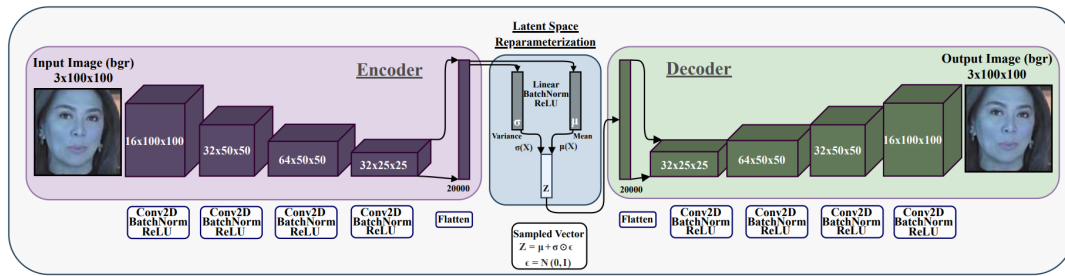 Latent Space
Reparameterization
Input Image (bgr)
3x100x100
Encoder
Decoder
Output Image (bgr)
3x100x100
16x100x100
32x50x50
64x50x50
32x25x25
20000
Linear
BatchNorm
ReLU
σ
μ
Variance
Mean
σ(X)
μ(X)
Z
20000
32x25x25
64x50x50
32x50x50
16x100x100
Conv2D
BatchNorm
ReLU
Conv2D
BatchNorm
ReLU
Conv2D
BatchNorm
ReLU
Conv2D
BatchNorm
ReLU
Flatten
Sampled Vector
Z = μ + σ ⊙ ϵ
ϵ = N (0, I)
Flatten
Conv2D
BatchNorm
ReLU
Conv2D
BatchNorm
ReLU
Conv2D
BatchNorm
ReLU
Conv2D
BatchNorm
ReLU